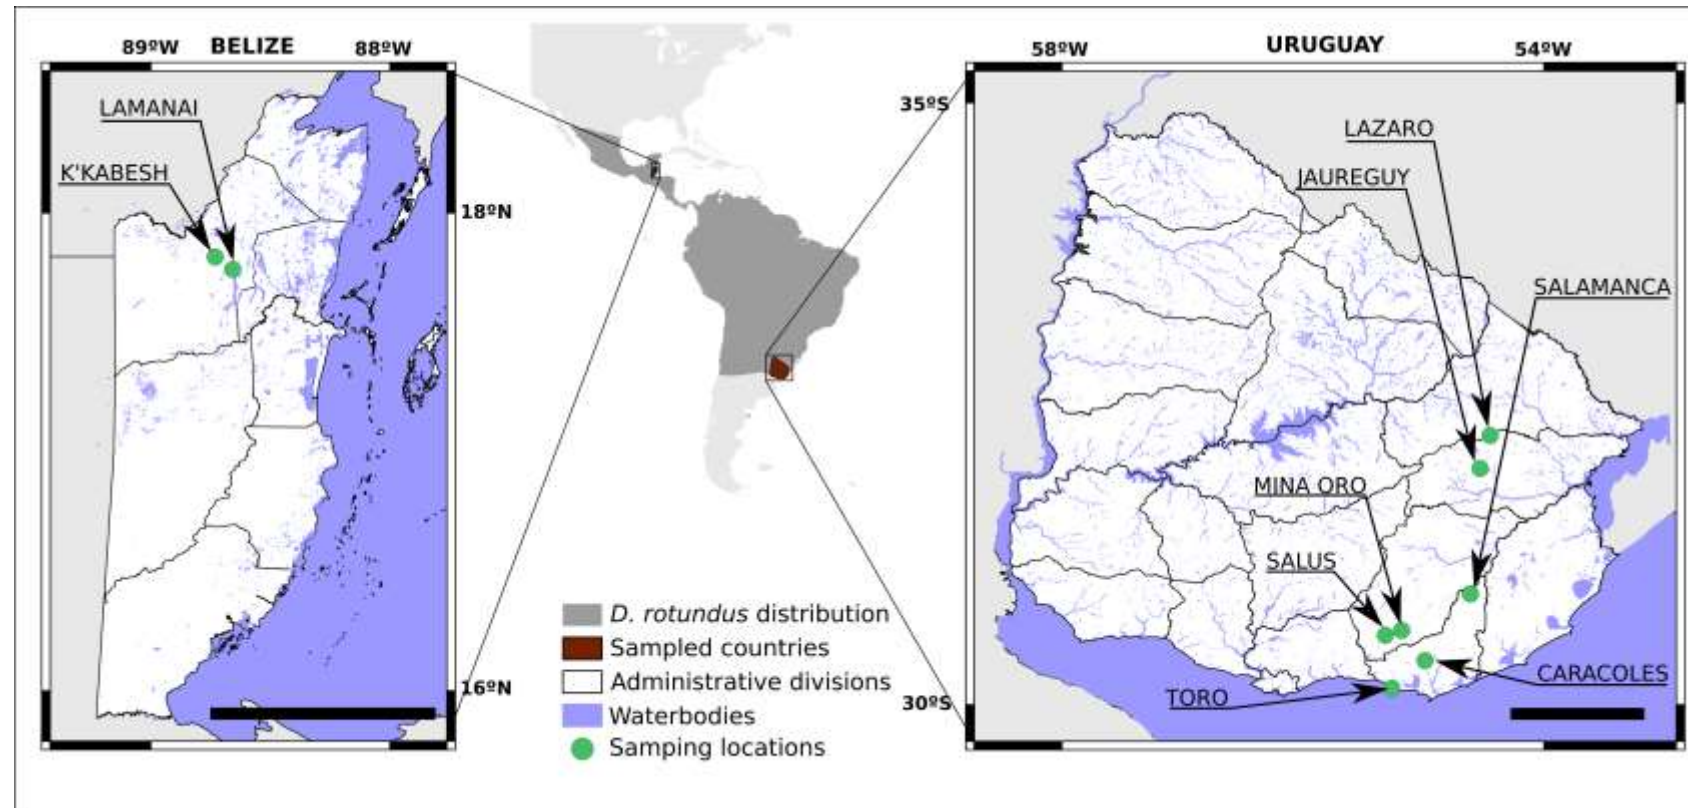 89ºW BELIZE 88ºW
LAMANAI
K'KABESH
18ºN
16ºN
D. rotundus distribution
Sampled countries
Administrative divisions
Waterbodies
Samping locations
58ºW URUGUAY 54ºW
35ºS
LAZARO
JAUREGUY
SALAMANCA
MINA ORO
SALUS
CARACOLES
TORO
30ºS